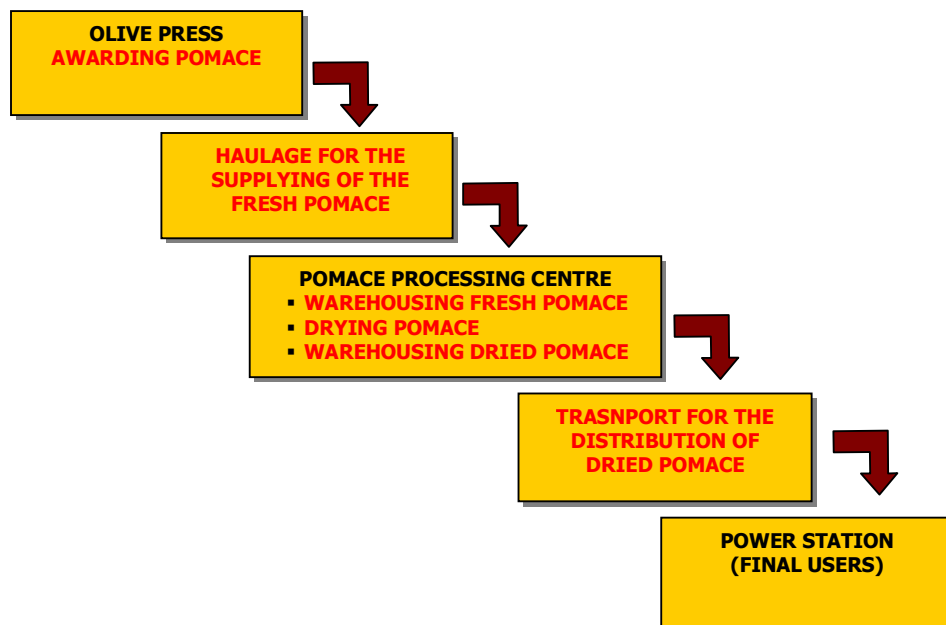 OLIVE PRESS
AWARDING POMACE
HAULAGE FOR THE
SUPPLYING OF THE
FRESH POMACE
POMACE PROCESSING CENTRE
▪ WAREHOUSING FRESH POMACE
▪ DRYING POMACE
▪ WAREHOUSING DRIED POMACE
TRASNPORT FOR THE
DISTRIBUTION OF
DRIED POMACE
POWER STATION
(FINAL USERS)